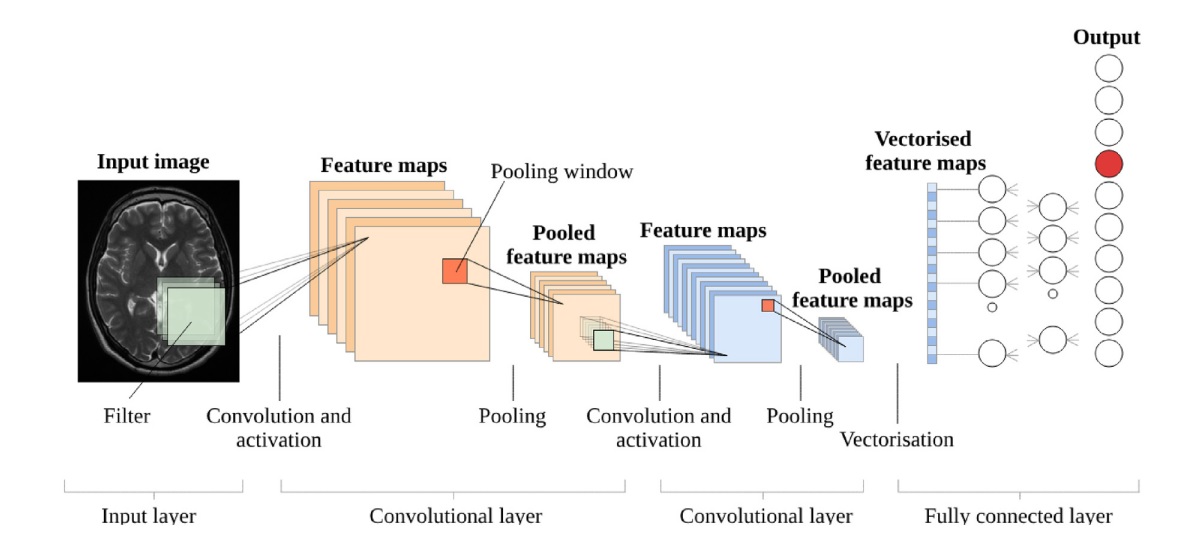 Output
Vectorised
feature maps
Input image
Feature maps
Pooling window
Pooled
feature maps
Feature maps
Pooled
feature maps
Filter
Convolution and
activation
Pooling
Convolution and
activation
Pooling
Vectorisation
Input layer
Convolutional layer
Convolutional layer
Fully connected layer